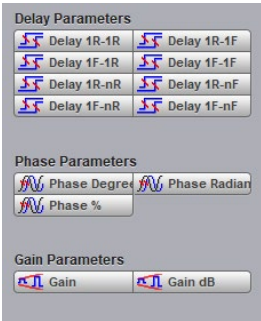 Delay Parameters
Delay 1R-1R Delay 1R-1F
Delay 1F-1R Delay 1F-1F
Delay 1R-nR Delay 1R-nF
Delay 1F-nR Delay 1F-nF
Phase Parameters
Phase Degree Phase Radian
Phase %
Gain Parameters
Gain Gain dB